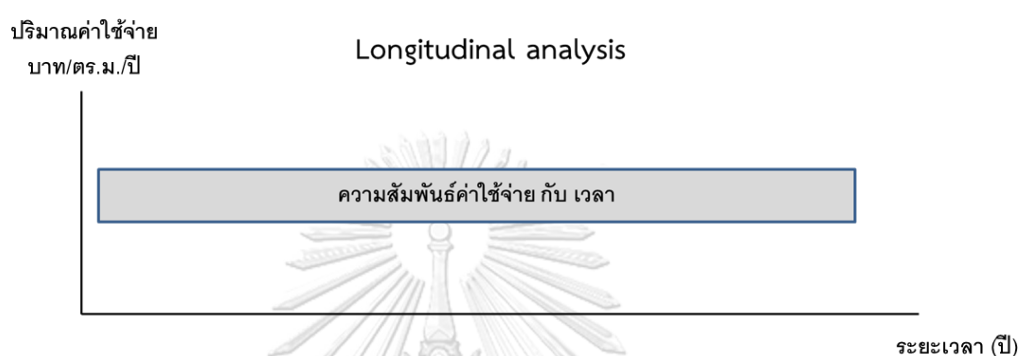 ปริมาณค่าใช้จ่าย
บาท/ตร.ม./ปี
Longitudinal analysis
ความสัมพันธ์ค่าใช้จ่าย กับ เวลา
ระยะเวลา (ปี)